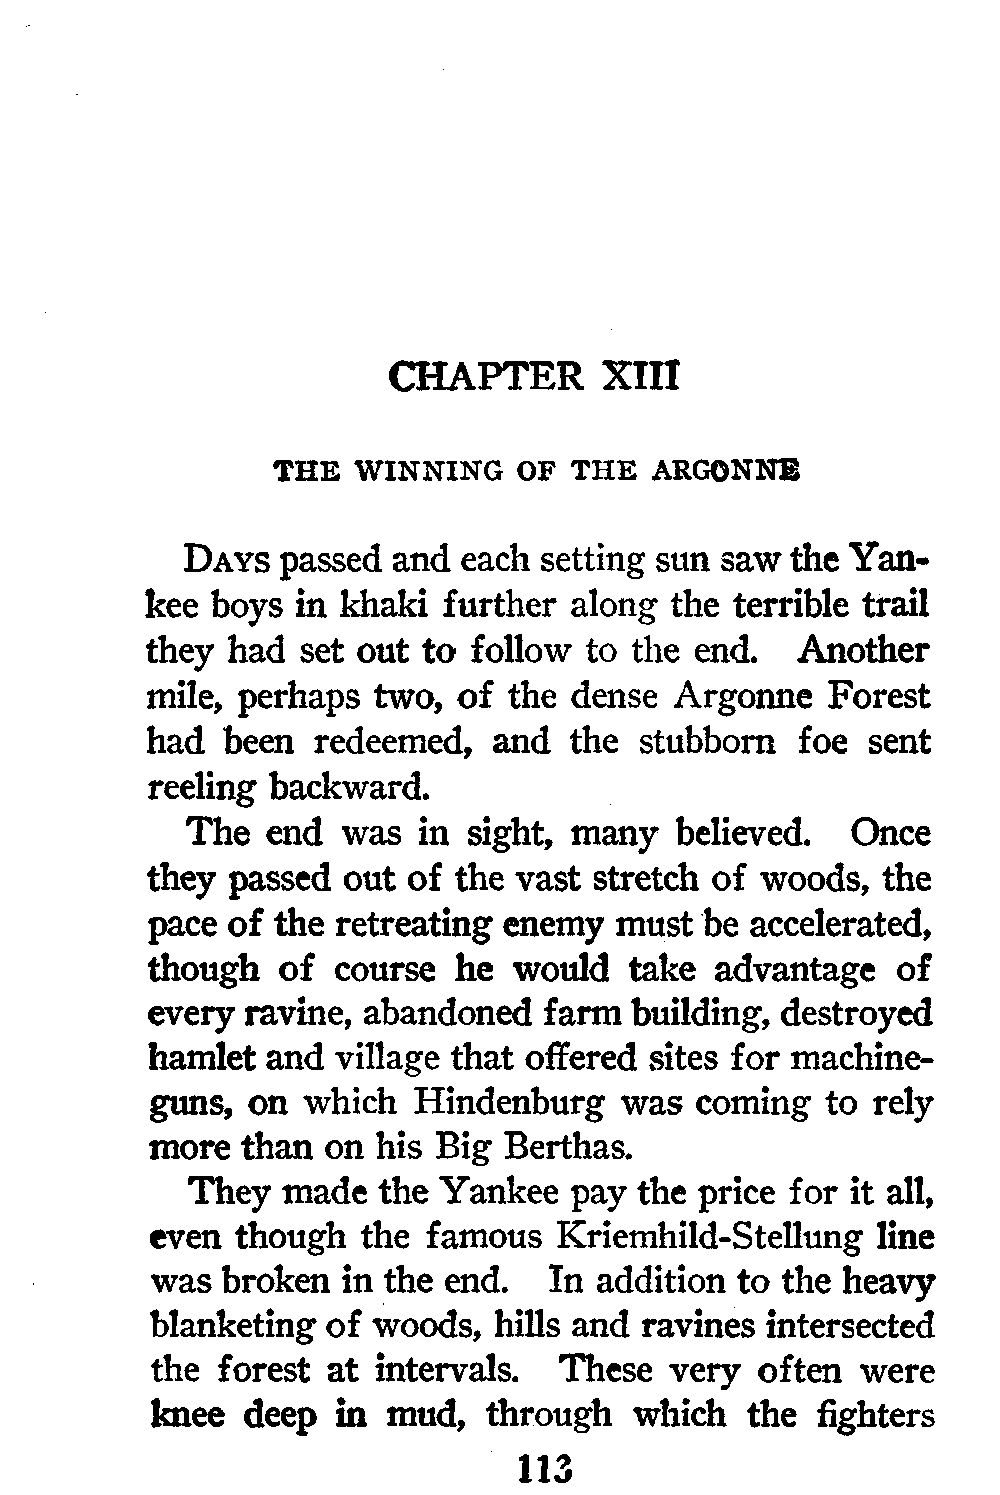 CHAPTER XIII
THE WINNING OF THE ARGONNE
DAYS passed and each setting sun saw the Yan-
kee boys in khaki further along the terrible trail
they had set out to follow to the end. Another
mile, perhaps two, of the dense Argonne Forest
had been redeemed, and the stubborn foe sent
reeling backward.
The end was in sight, many believed. Once
they passed out of the vast stretch of woods, the
pace of the retreating enemy must be accelerated,
though of course he would take advantage of
every ravine, abandoned farm building, destroyed
hamlet and village that offered sites for machine-
guns, on which Hindenburg was coming to rely
more than on his Big Berthas.
They made the Yankee pay the price for it all,
even though the famous Kriemhild-Stellung line
was broken in the end. In addition to the heavy
blanketing of woods, hills and ravines intersected
the forest at intervals. These very often were
knee deep in mud, through which the fighters
113